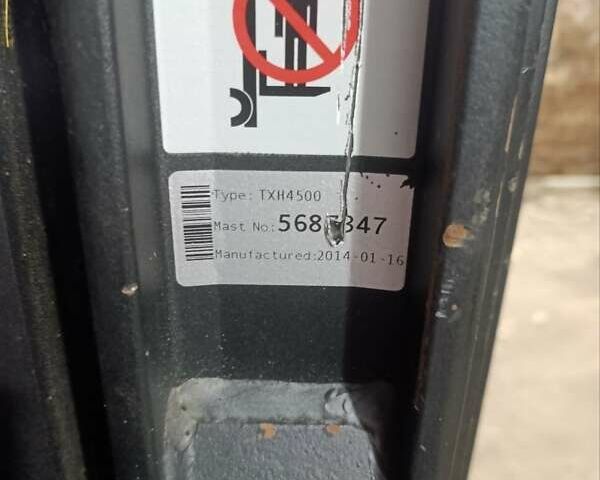 Type: TXH4500
Mast No:
Manufactured:2014-01-16